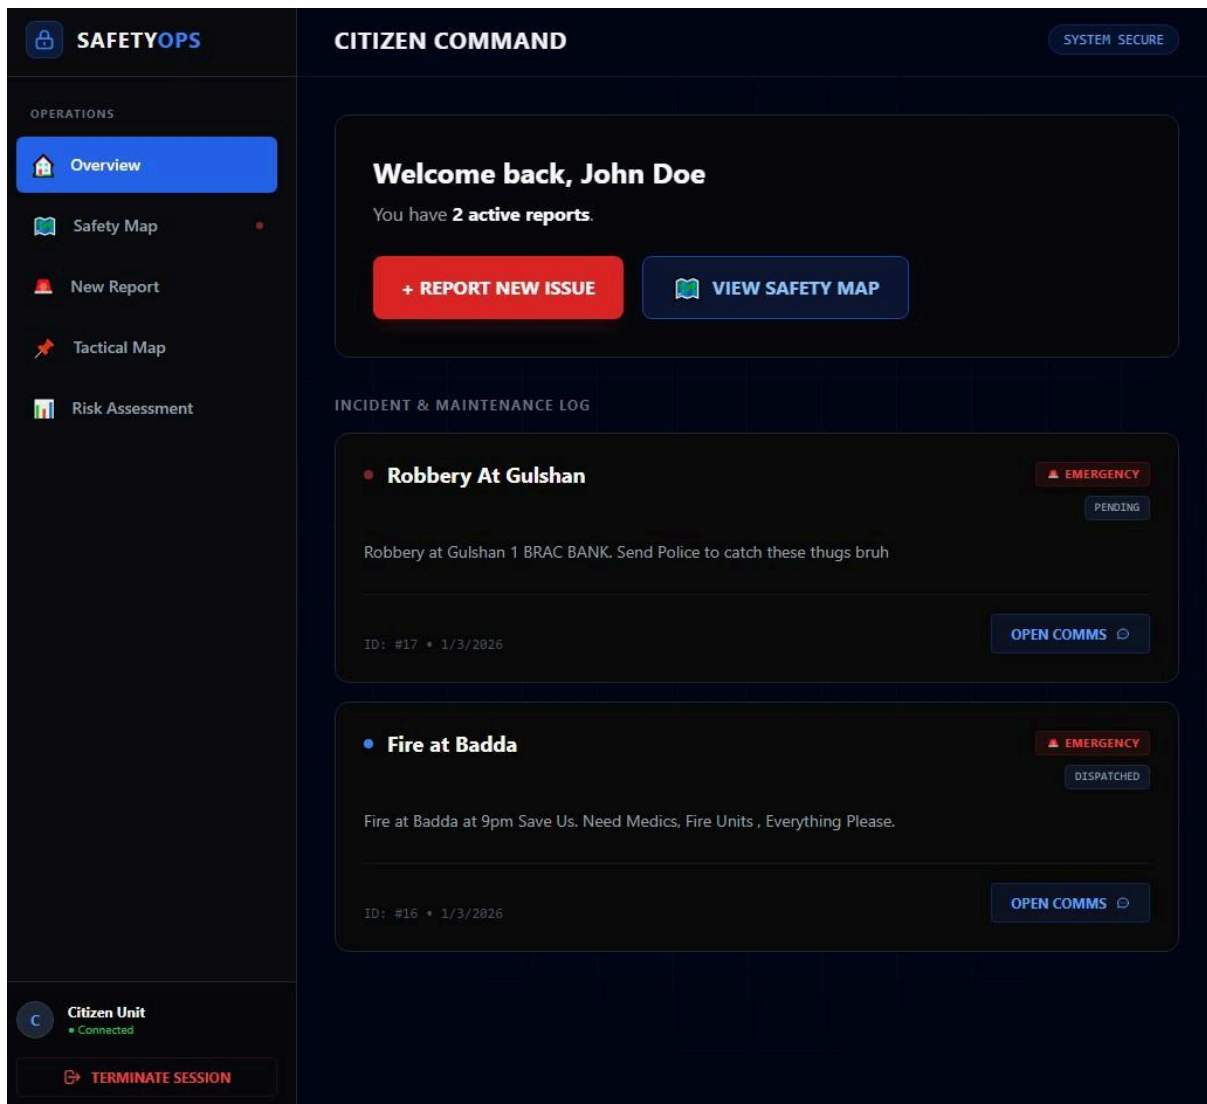 SAFETYOPS
CITIZEN COMMAND
SYSTEM SECURE
OPERATIONS
Overview
Safety Map
New Report
Tactical Map
Risk Assessment
Welcome back, John Doe
You have 2 active reports.
+ REPORT NEW ISSUE
VIEW SAFETY MAP
INCIDENT & MAINTENANCE LOG
Robbery At Gulshan
EMERGENCY
PENDING
Robbery at Gulshan 1 BRAC BANK. Send Police to catch these thugs bruh
ID: #17 • 1/3/2026
OPEN COMMS
Fire at Badda
EMERGENCY
DISPATCHED
Fire at Badda at 9pm Save Us. Need Medics, Fire Units , Everything Please.
ID: #16 • 1/3/2026
OPEN COMMS
C
Citizen Unit
• Connected
TERMINATE SESSION